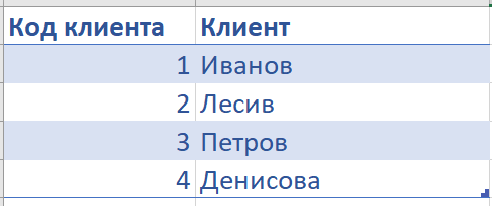 Код клиента Клиент
1 Иванов
2 Лесив
3 Петров
4 Денисова